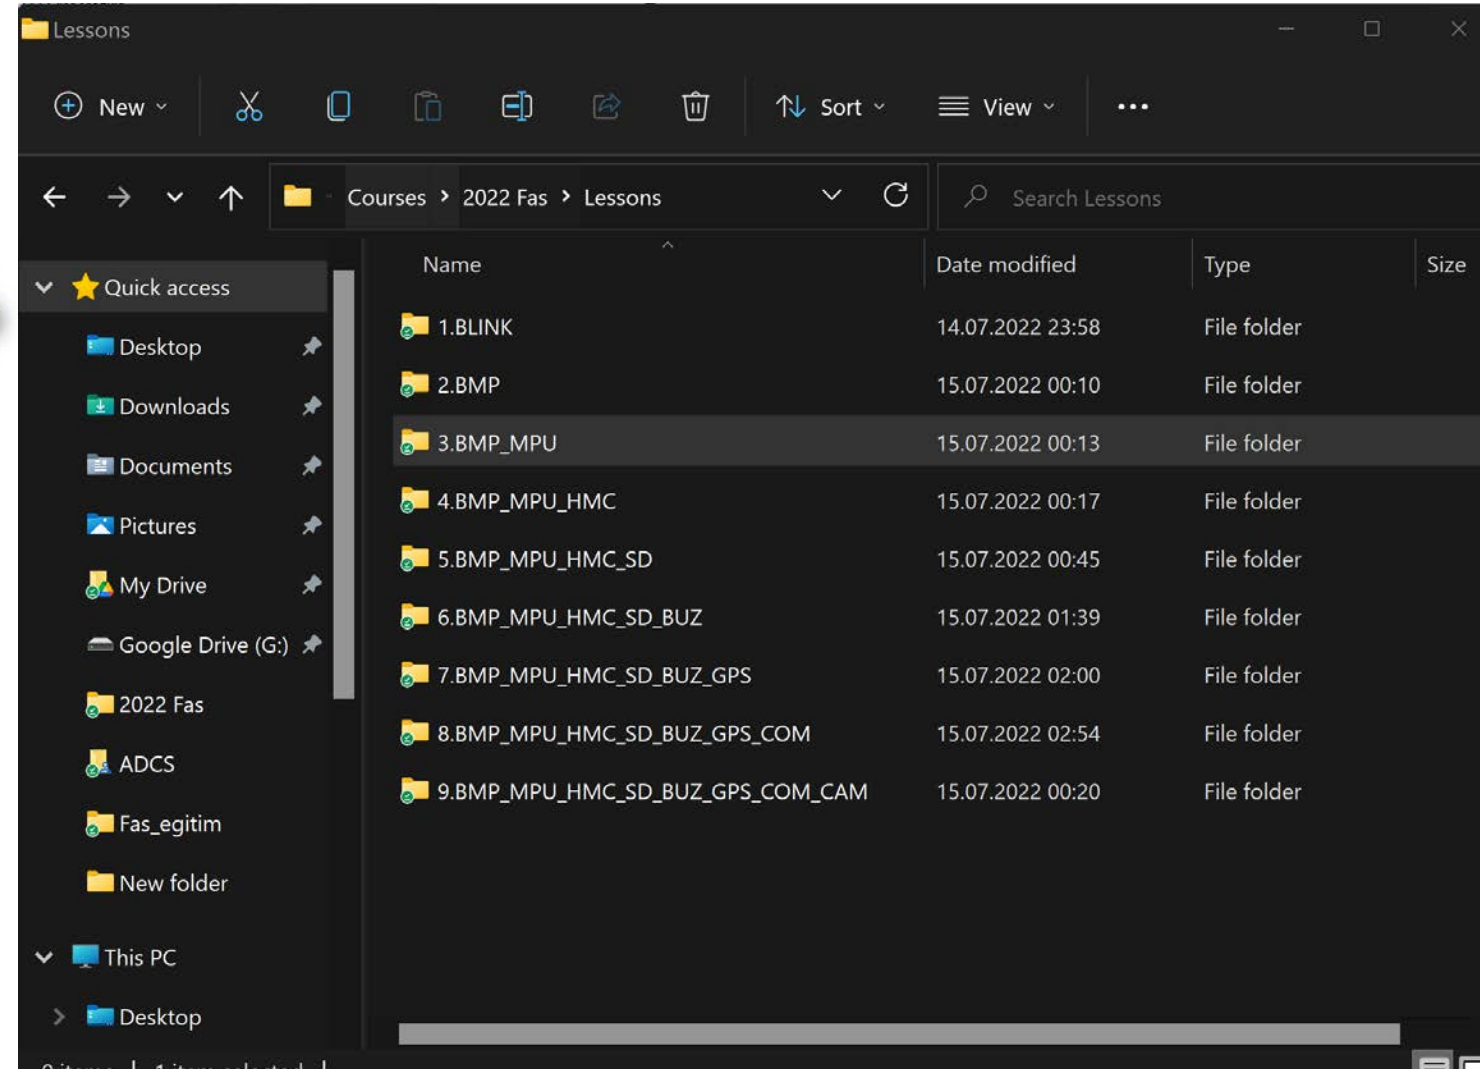 Lessons
New
Sort
View
Courses > 2022 Fas > Lessons
Search Lessons
Name Date modified Type Size
Quick access
Desktop
Downloads
Documents
Pictures
My Drive
Google Drive (G:)
2022 Fas
ADCS
Fas_egitim
New folder
This PC
Desktop
1.BLINK 14.07.2022 23:58 File folder
2.BMP 15.07.2022 00:10 File folder
3.BMP_MPU 15.07.2022 00:13 File folder
4.BMP_MPU_HMC 15.07.2022 00:17 File folder
5.BMP_MPU_HMC_SD 15.07.2022 00:45 File folder
6.BMP_MPU_HMC_SD_BUZ 15.07.2022 01:39 File folder
7.BMP_MPU_HMC_SD_BUZ_GPS 15.07.2022 02:00 File folder
8.BMP_MPU_HMC_SD_BUZ_GPS_COM 15.07.2022 02:54 File folder
9.BMP_MPU_HMC_SD_BUZ_GPS_COM_CAM 15.07.2022 00:20 File folder